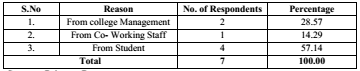 S.No Reason No. of Respondents Percentage
1. From college Management 2 28.57
2. From Co- Working Staff 1 14.29
3. From Student 4 57.14
Total 7 100.00